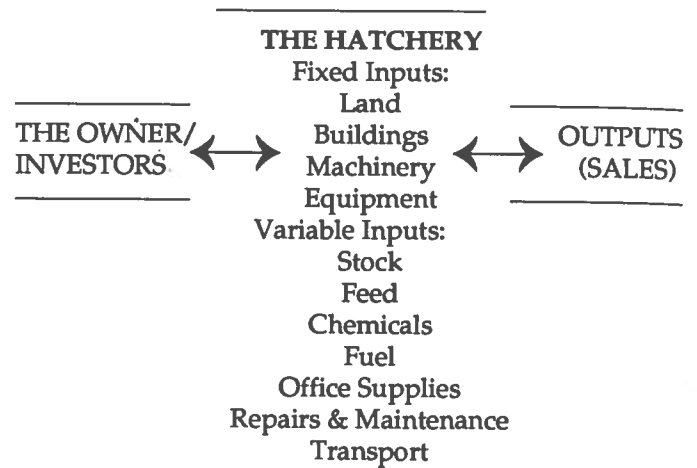 THE HATCHERY
Fixed Inputs:
Land
Buildings
Machinery
Equipment
Variable Inputs:
Stock
Feed
Chemicals
Fuel
Office Supplies
Repairs & Maintenance
Transport
THE OWNER/
INVESTORS
OUTPUTS
(SALES)